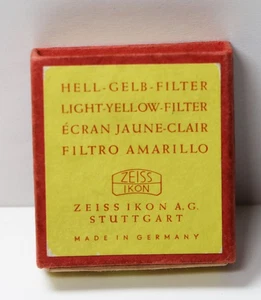 HELL-GELB-FILTER
LIGHT-YELLOW-FILTER
ÉCRAN JAUNE-CLAIR
FILTRO AMARILLO
ZEISS
IKON
ZEISS IKON A.G.
STUTTGART
MADE IN GERMANY